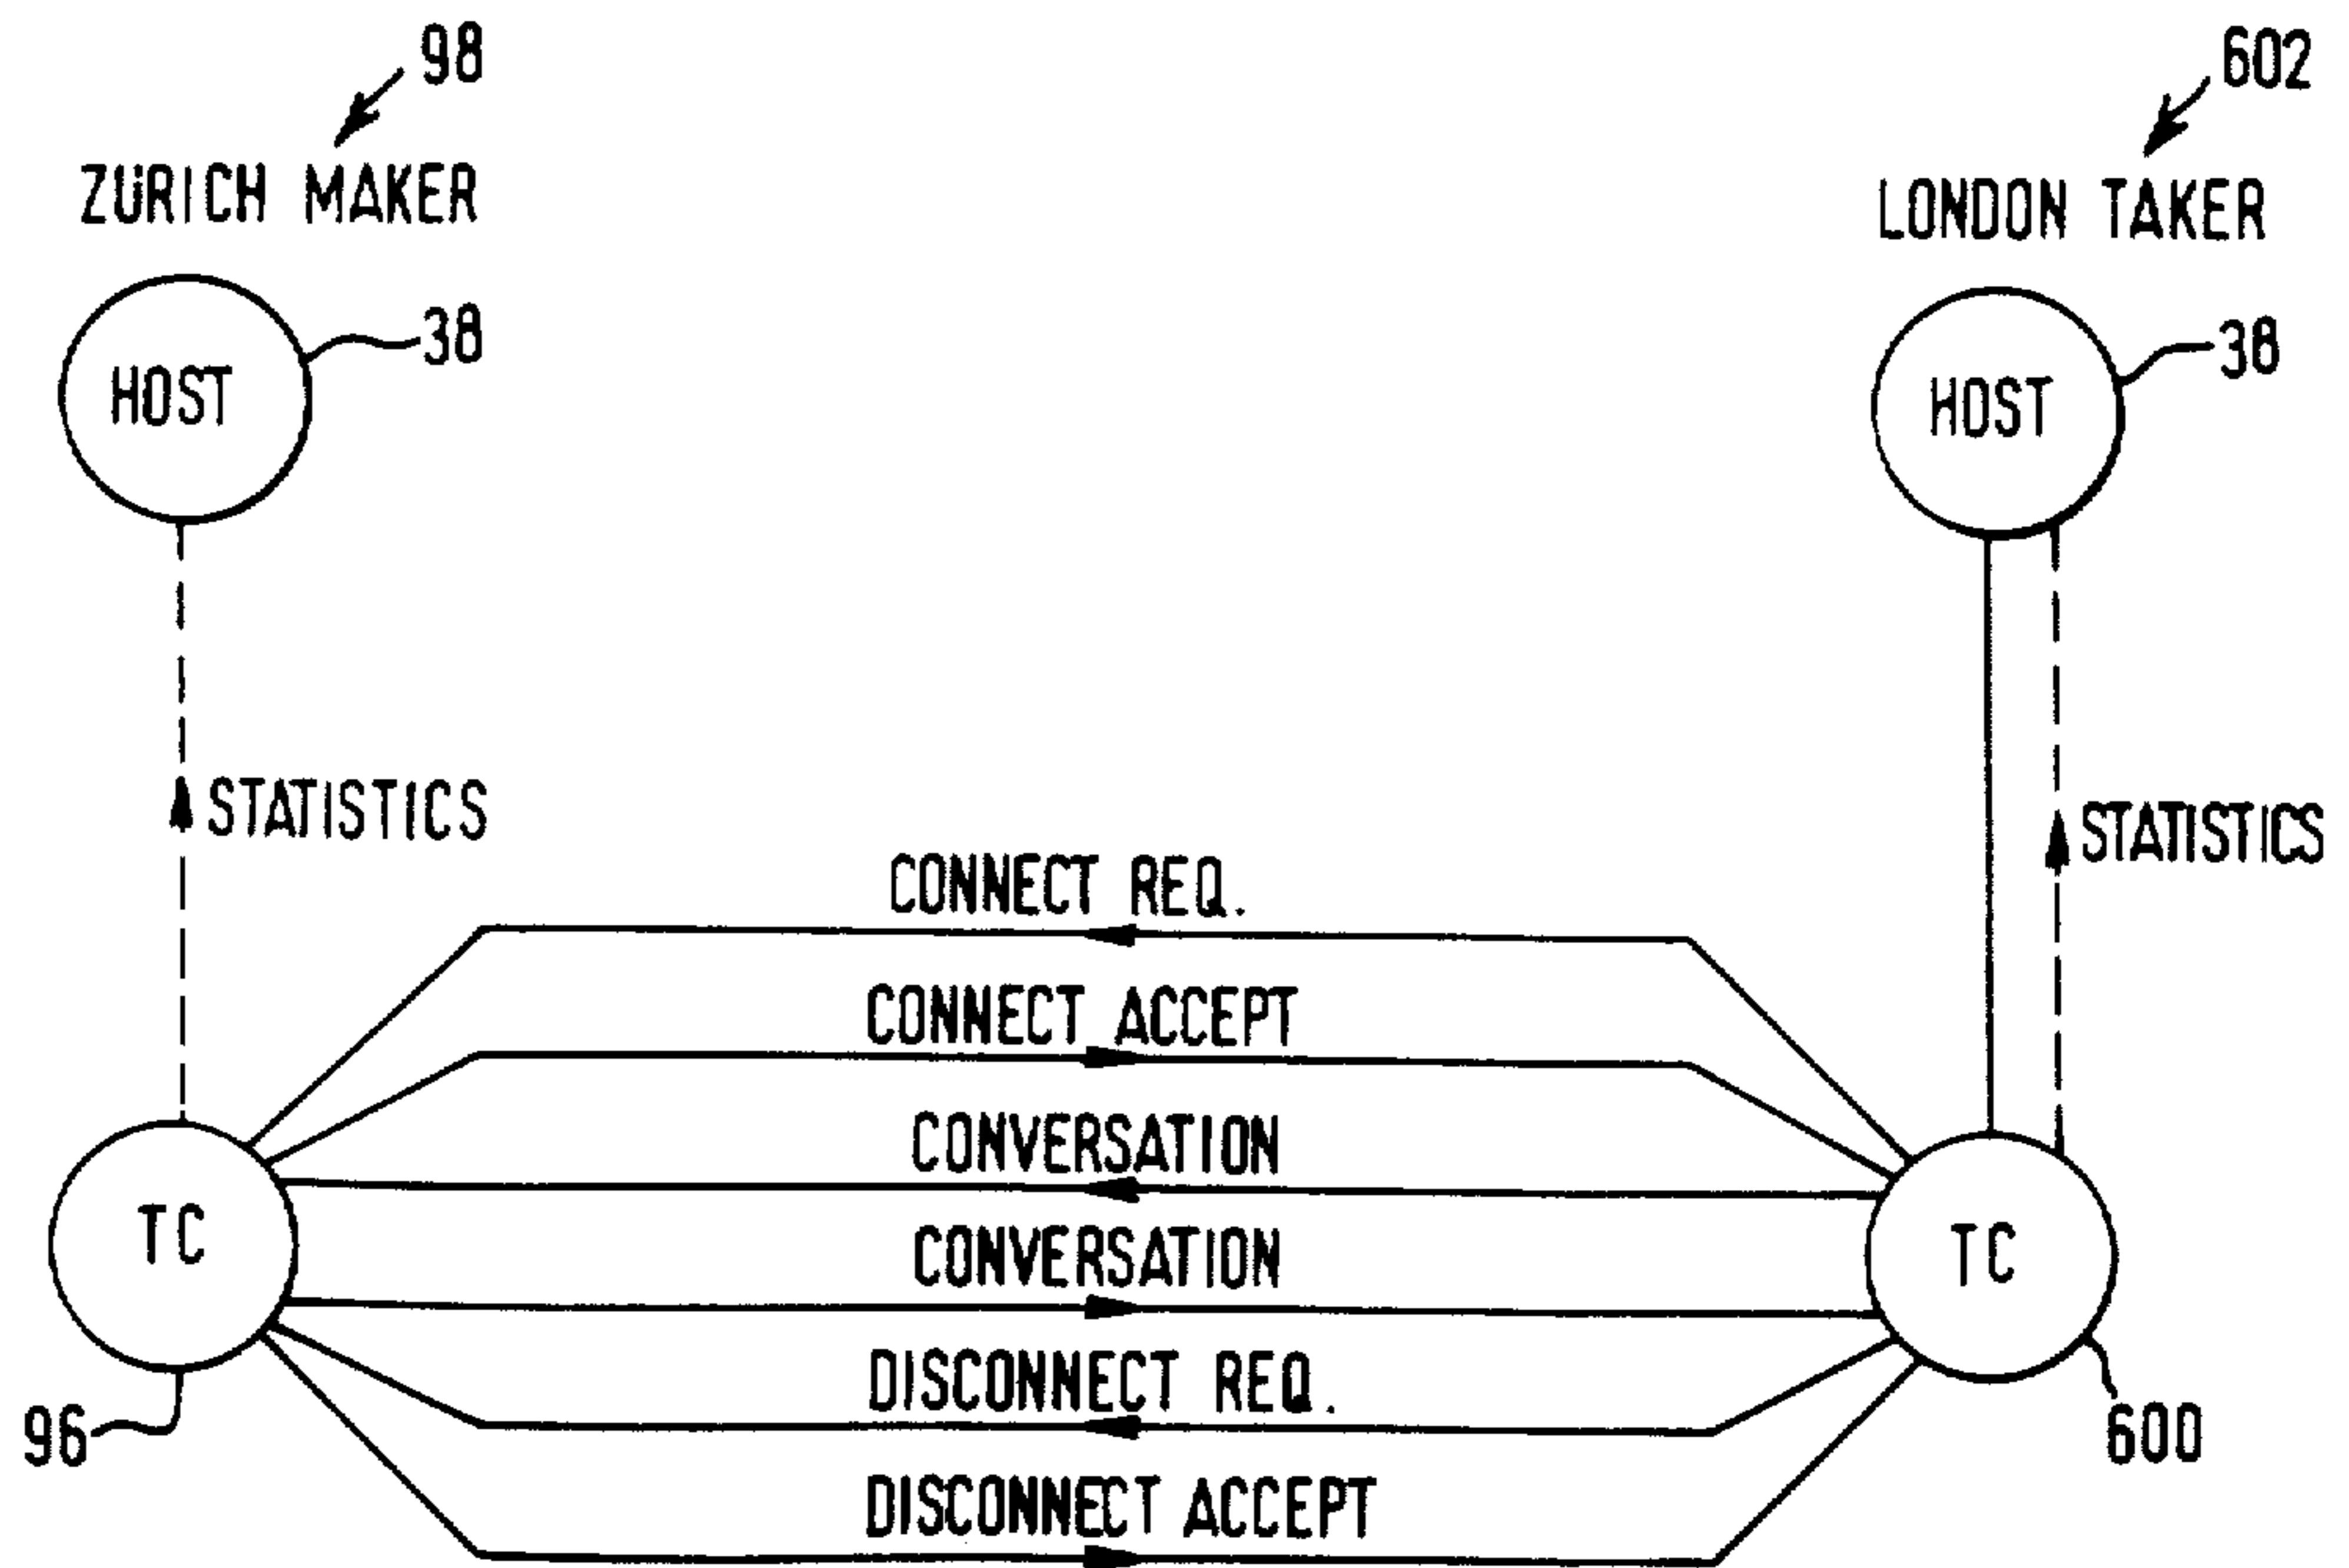 98
602
ZURICH MAKER
LONDON TAKER
HOST
38
HOST
38
STATISTICS
STATISTICS
CONNECT REQ.
CONNECT ACCEPT
CONVERSATION
TC
CONVERSATION
TC
DISCONNECT REQ.
96
600
DISCONNECT ACCEPT